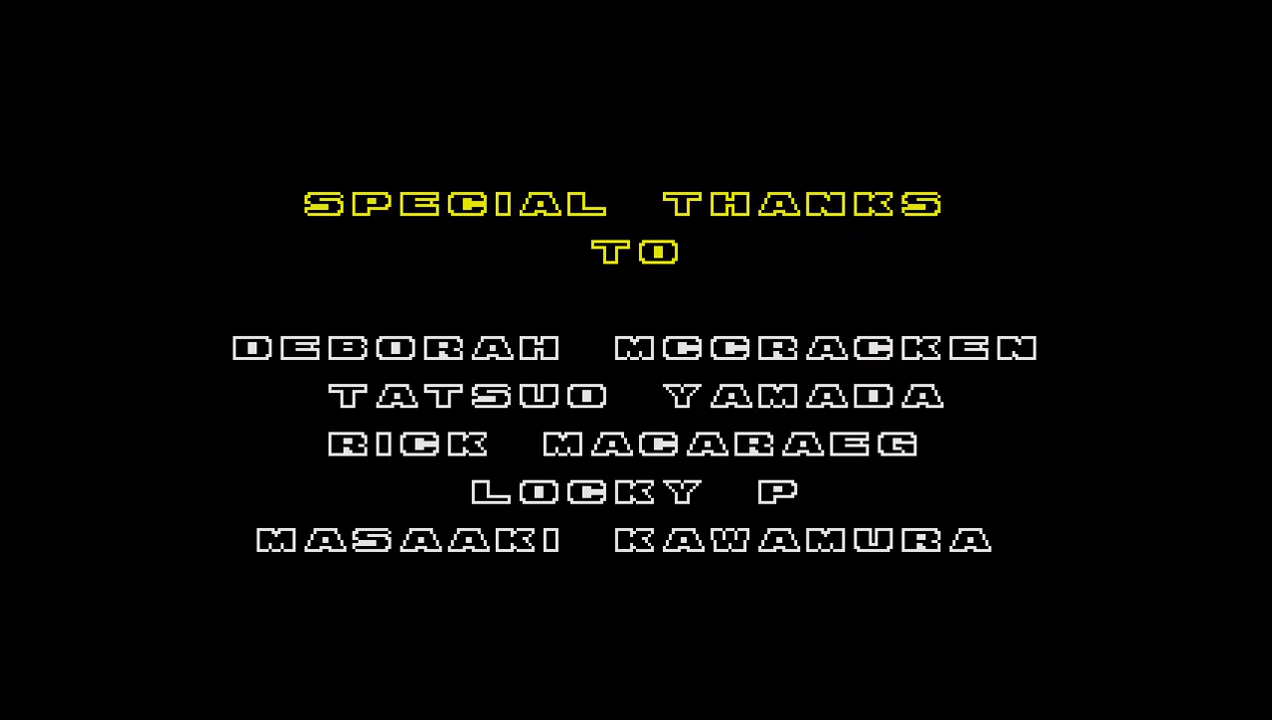 SPECIAL THANKS
TO
DEBORAH MCCRACKEN
TATSUO YAMADA
RICK MACARAEG
LOCKY P
MASAAKI KAWAMURA